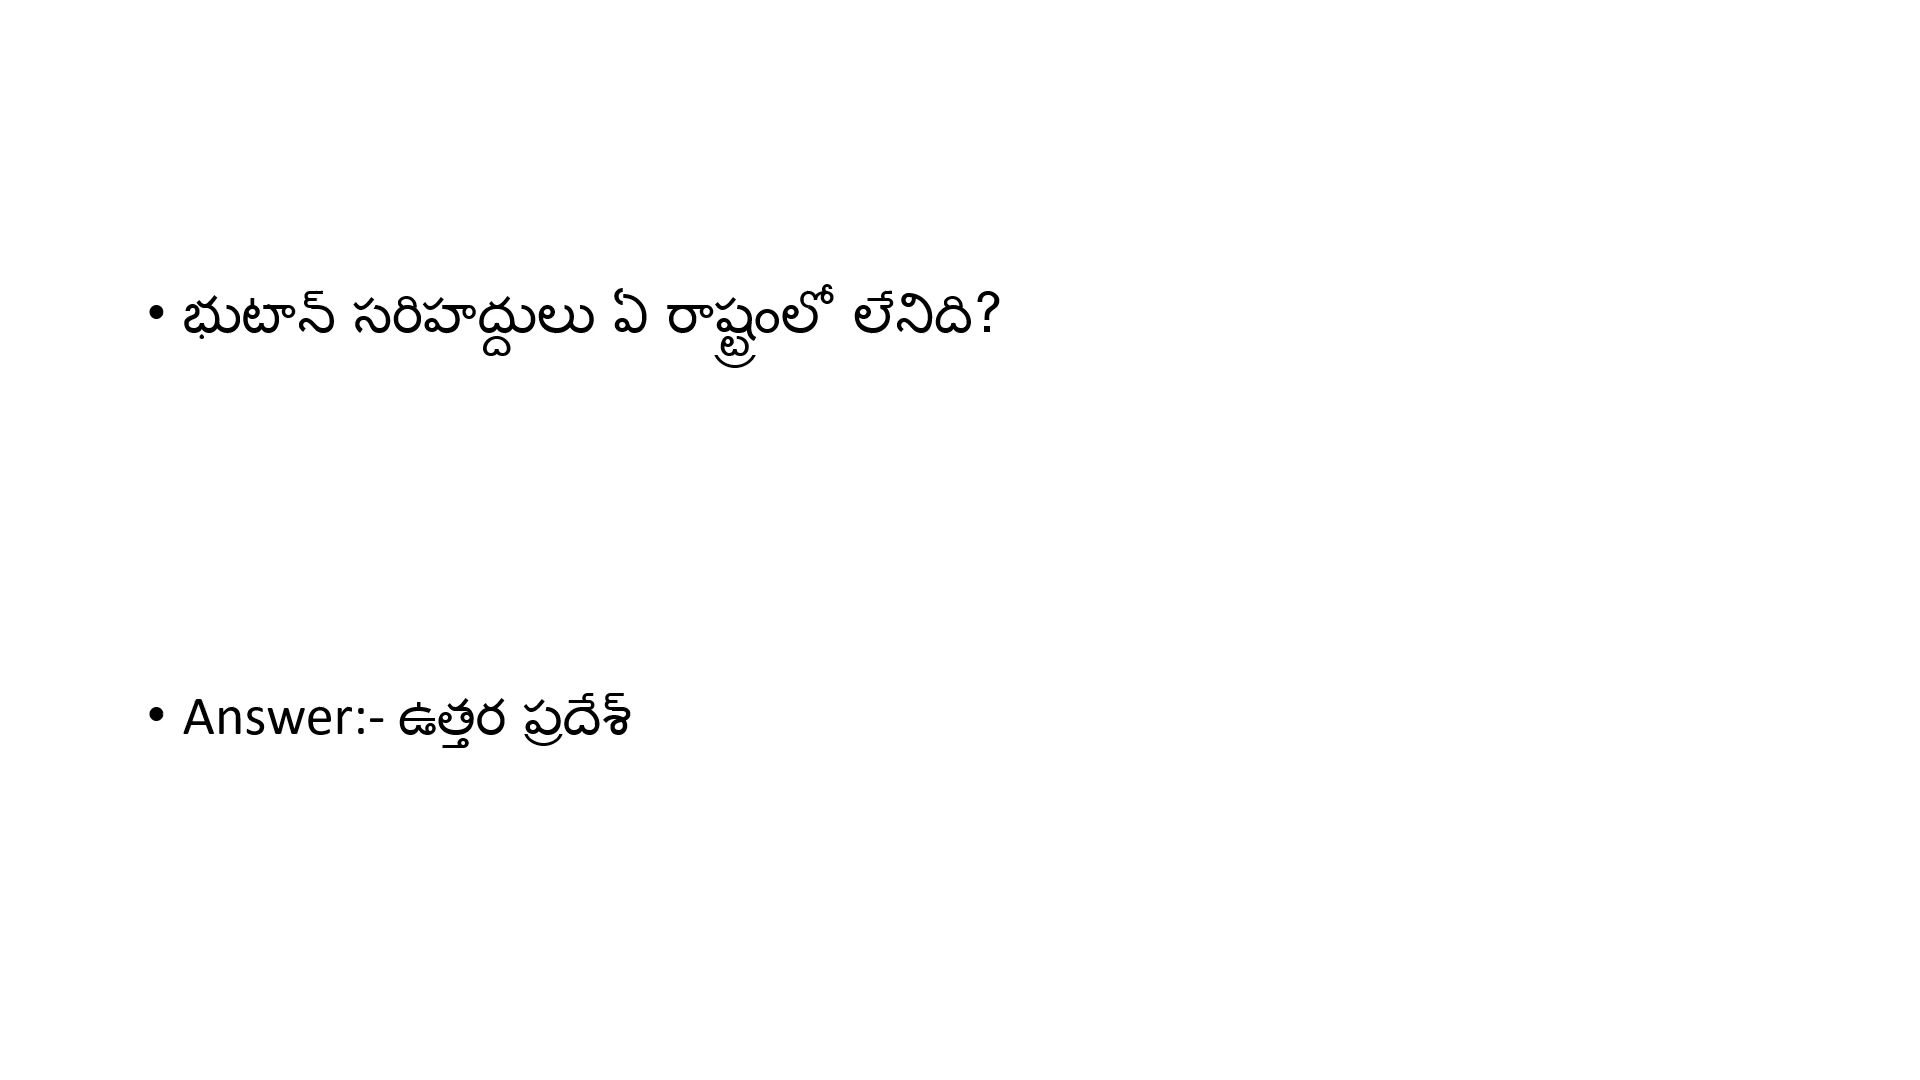 • భుటాన్ సరిహద్దులు ఏ రాష్ట్రంలో లేనిది?
• Answer:- ఉత్తర ప్రదేశ్